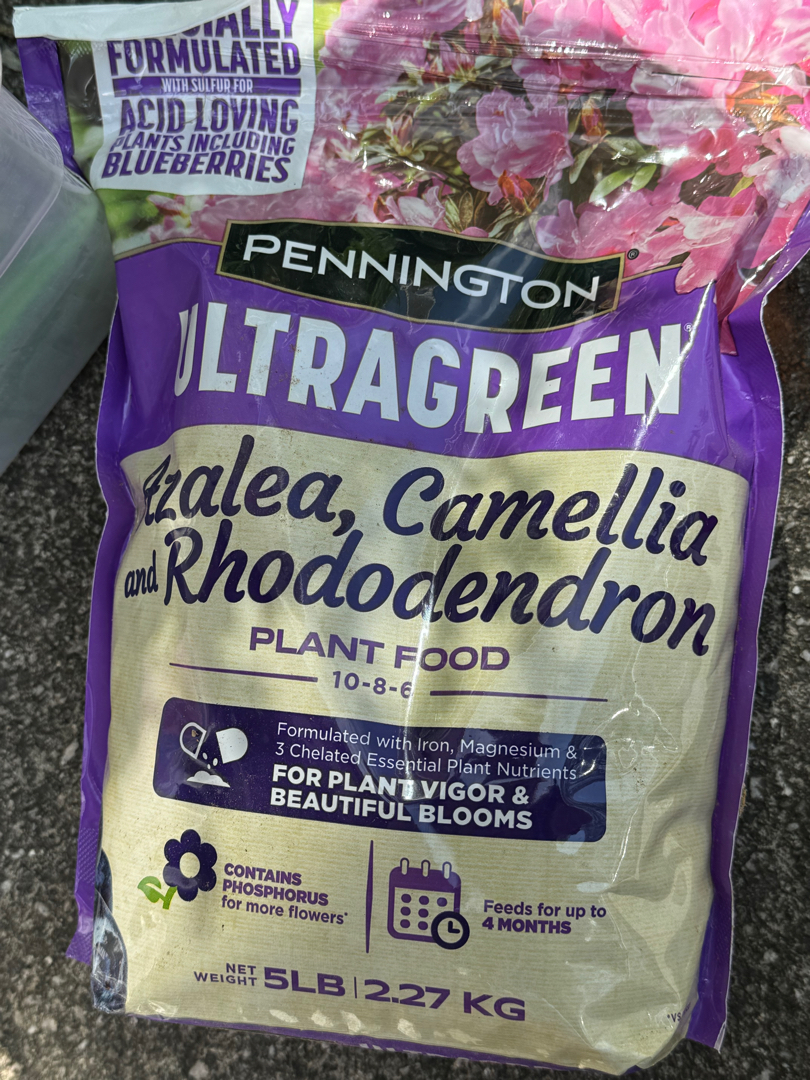 FORMULATED
WITH SULFUR FOR
ACID LOVING
PLANTS INCLUDING
BLUEBERRIES
PENNINGTON®
ULTRAGREEN®
Azalea, Camellia
and Rhododendron
PLANT FOOD
10-8-6
Formulated with Iron, Magnesium &
3 Chelated Essential Plant Nutrients
FOR PLANT VIGOR &
BEAUTIFUL BLOOMS
CONTAINS
PHOSPHORUS
for more flowers*
Feeds for up to
4 MONTHS
NET
WEIGHT 5LB | 2.27 KG